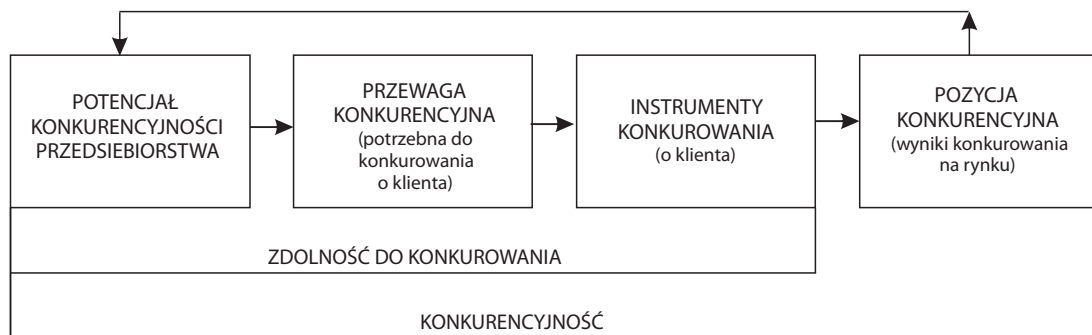 POTENCJAŁ
KONKURENCYJNOŚCI
PRZEDSIEBIORSTWA
PRZEWAGA
KONKURENCYJNA
(potrzebna do
konkurowania
o klienta)
INSTRUMENTY
KONKUROWANIA
(o klienta)
POZYCJA
KONKURENCYJNA
(wyniki konkurowania
na rynku)
ZDOLNOŚĆ DO KONKUROWANIA
KONKURENCYJNOŚĆ